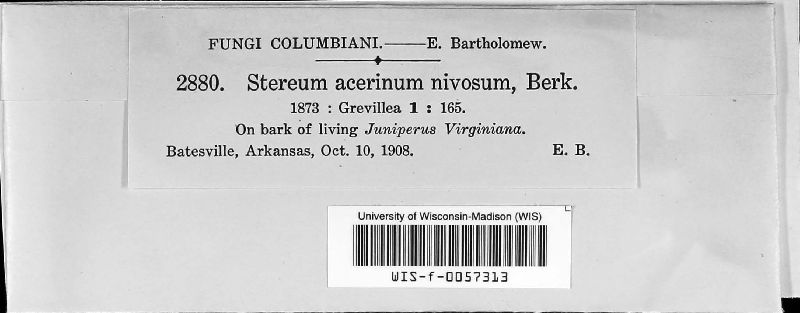 FUNGI COLUMBIANI.——E. Bartholomew.
2880. Stereum acerinum nivosum, Berk.
1873 : Grevillea 1 : 165.
On bark of living Juniperus Virginiana.
Batesville, Arkansas, Oct. 10, 1908. E. B.
University of Wisconsin-Madison (WIS)
WIS-f-0057313